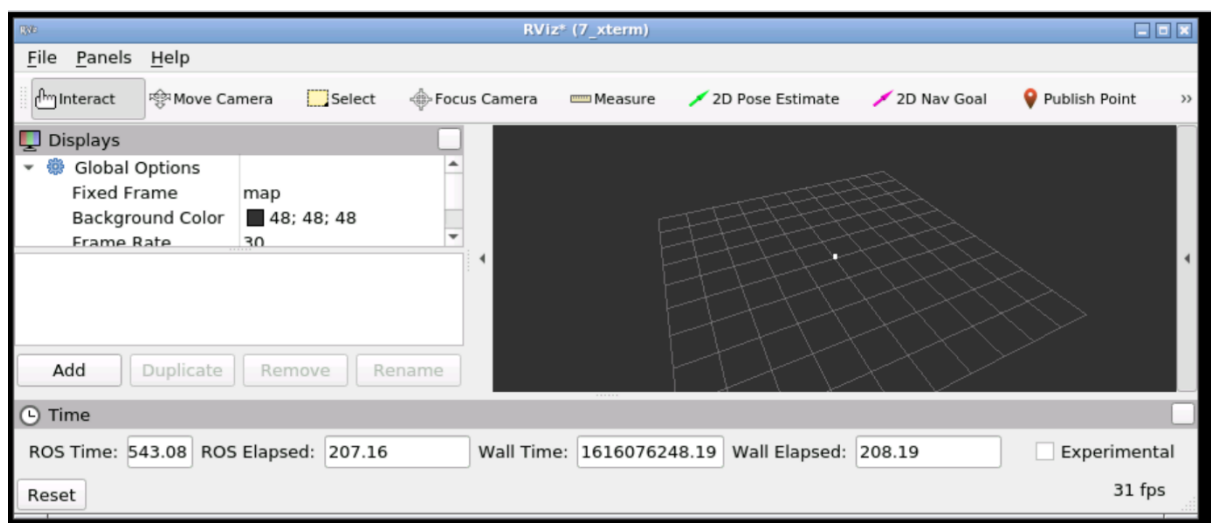 RViz
RViz* (7_xterm)
File Panels Help
Interact Move Camera Select Focus Camera Measure 2D Pose Estimate 2D Nav Goal Publish Point »
Displays
Global Options
Fixed Frame map
Background Color 48; 48; 48
Frame Rate 30
Add Duplicate Remove Rename
Time
ROS Time: 543.08 ROS Elapsed: 207.16 Wall Time: 1616076248.19 Wall Elapsed: 208.19 Experimental
Reset 31 fps